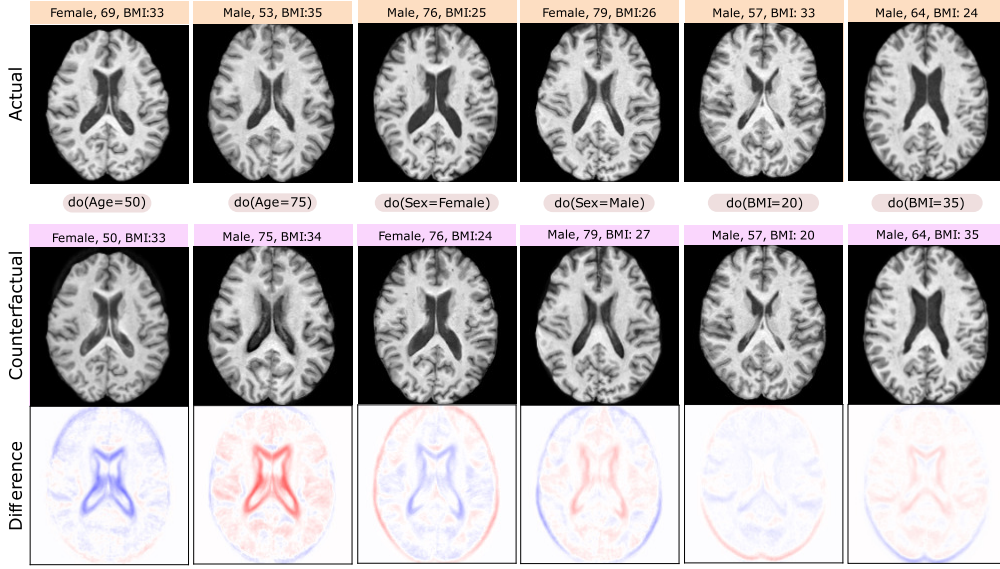 Female, 69, BMI:33
Male, 53, BMI:35
Male, 76, BMI:25
Female, 79, BMI:26
Male, 57, BMI: 33
Male, 64, BMI: 24
Actual
do(Age=50)
do(Age=75)
do(Sex=Female)
do(Sex=Male)
do(BMI=20)
do(BMI=35)
Female, 50, BMI:33
Male, 75, BMI:34
Female, 76, BMI:24
Male, 79, BMI: 27
Male, 57, BMI: 20
Male, 64, BMI: 35
Counterfactual
Difference